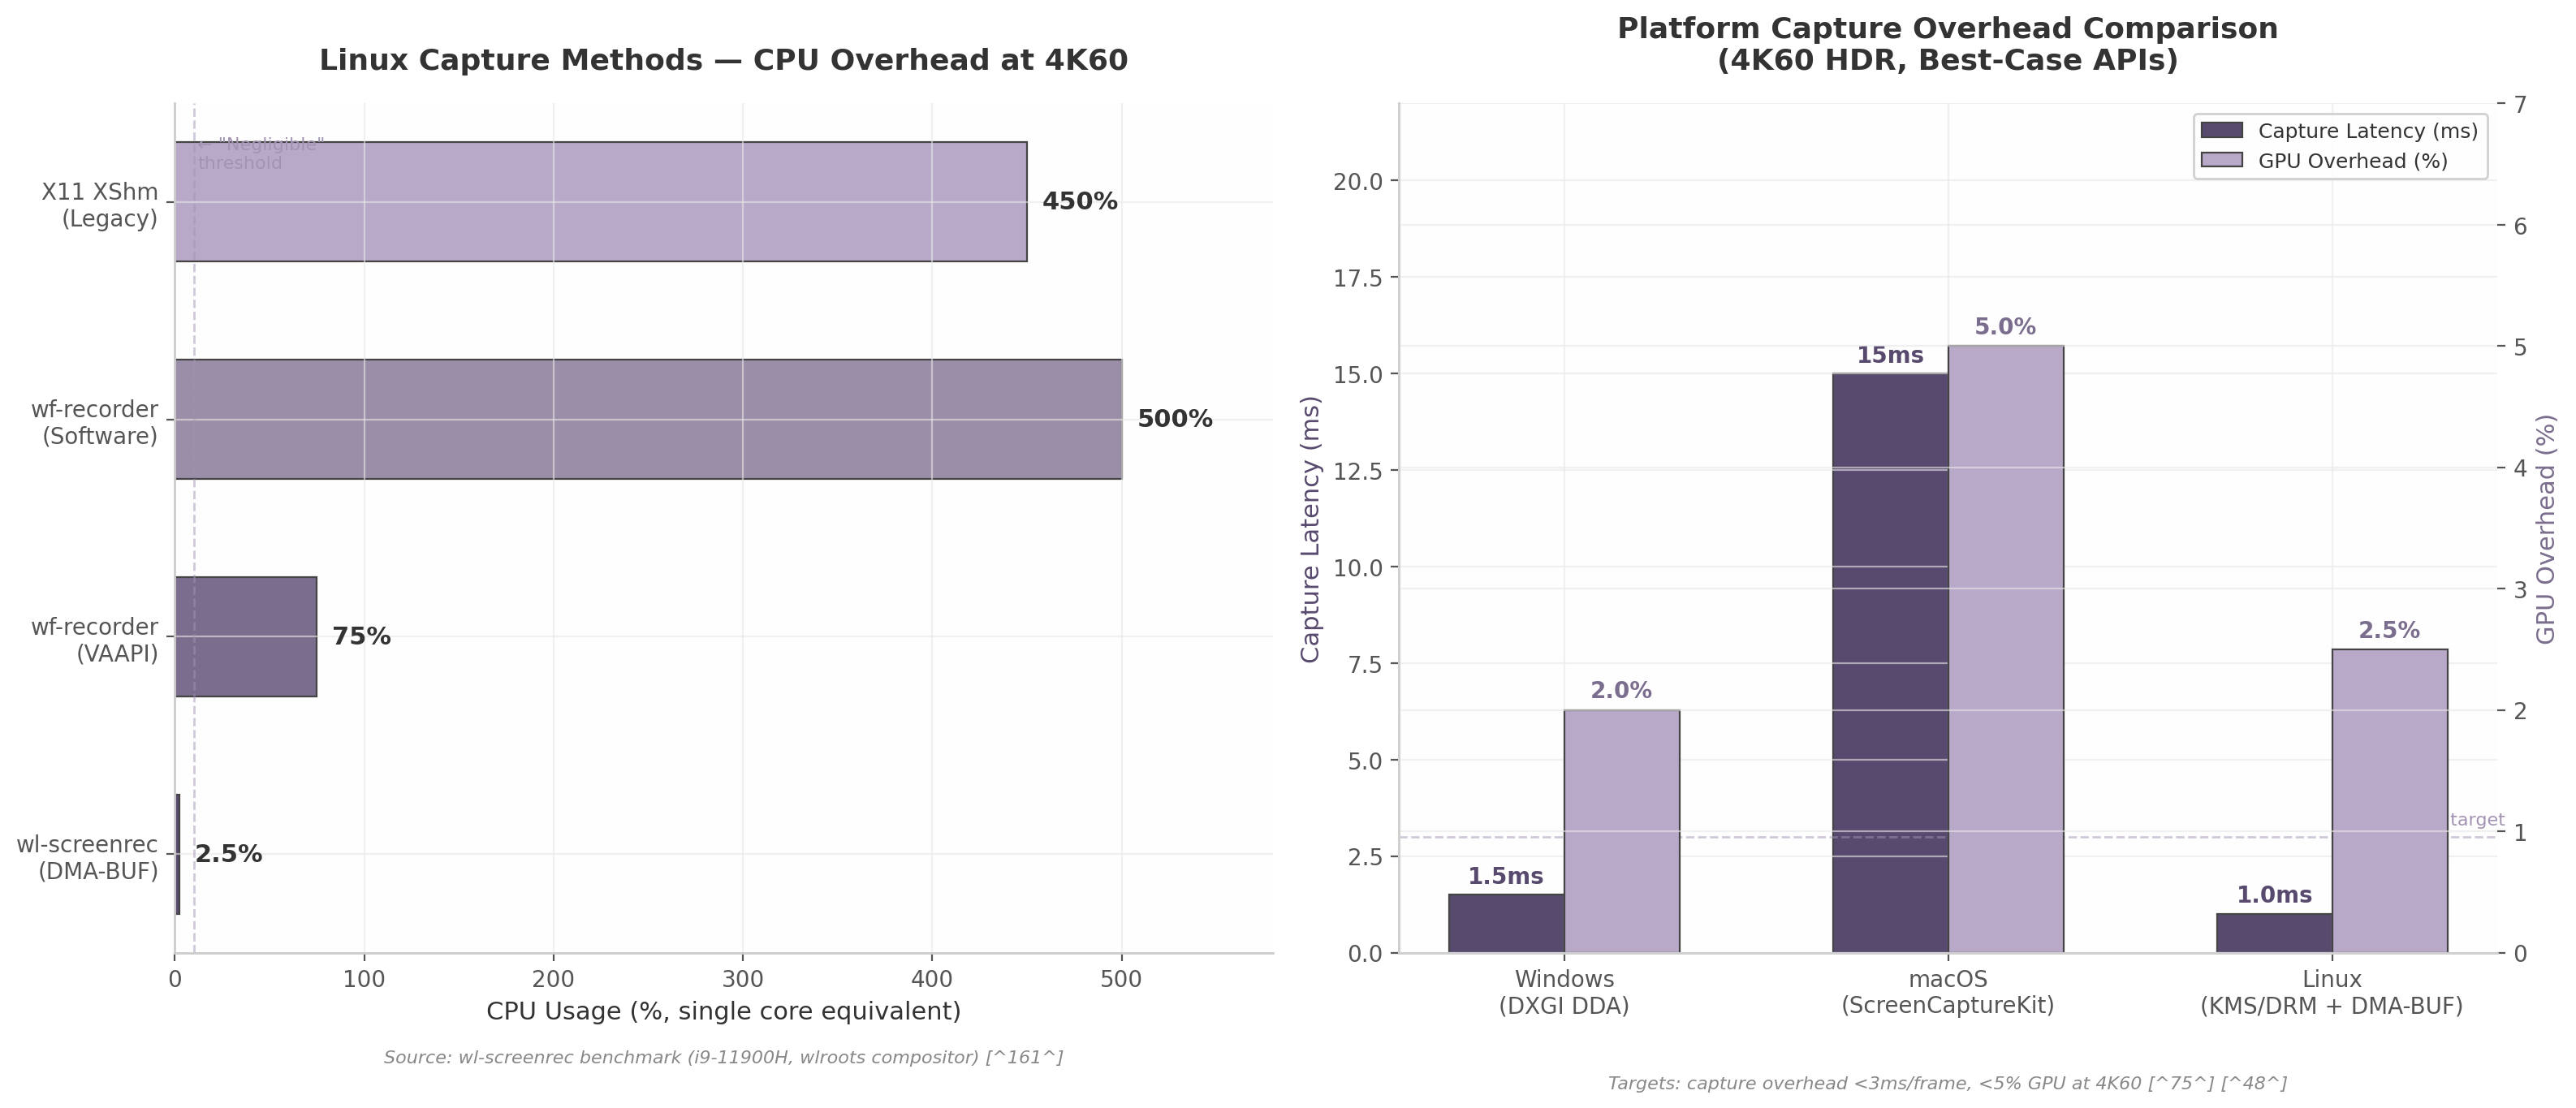 Linux Capture Methods — CPU Overhead at 4K60
← "Negligible"
threshold
X11 XShm
(Legacy)
450%
wf-recorder
(Software)
500%
wf-recorder
(VAAPI)
75%
wl-screenrec
(DMA-BUF)
2.5%
0 100 200 300 400 500
CPU Usage (%, single core equivalent)
Source: wl-screenrec benchmark (i9-11900H, wlroots compositor) [^161^]
Platform Capture Overhead Comparison
(4K60 HDR, Best-Case APIs)
Capture Latency (ms)
GPU Overhead (%)
Capture Latency (ms)
20.0
17.5
15.0
12.5
10.0
7.5
5.0
2.5
0.0
1.5ms
2.0%
15ms
5.0%
1.0ms
2.5%
target
7
6
5
4
3
2
1
0
GPU Overhead (%)
Windows
(DXGI DDA)
macOS
(ScreenCaptureKit)
Linux
(KMS/DRM + DMA-BUF)
Targets: capture overhead <3ms/frame, <5% GPU at 4K60 [^75^] [^48^]